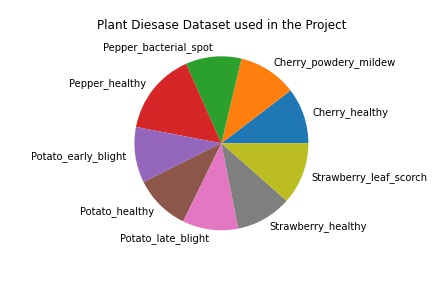 Plant Diesase Dataset used in the Project
Pepper_bacterial_spot
Cherry_powdery_mildew
Pepper_healthy
Cherry_healthy
Potato_early_blight
Strawberry_leaf_scorch
Potato_healthy
Strawberry_healthy
Potato_late_blight